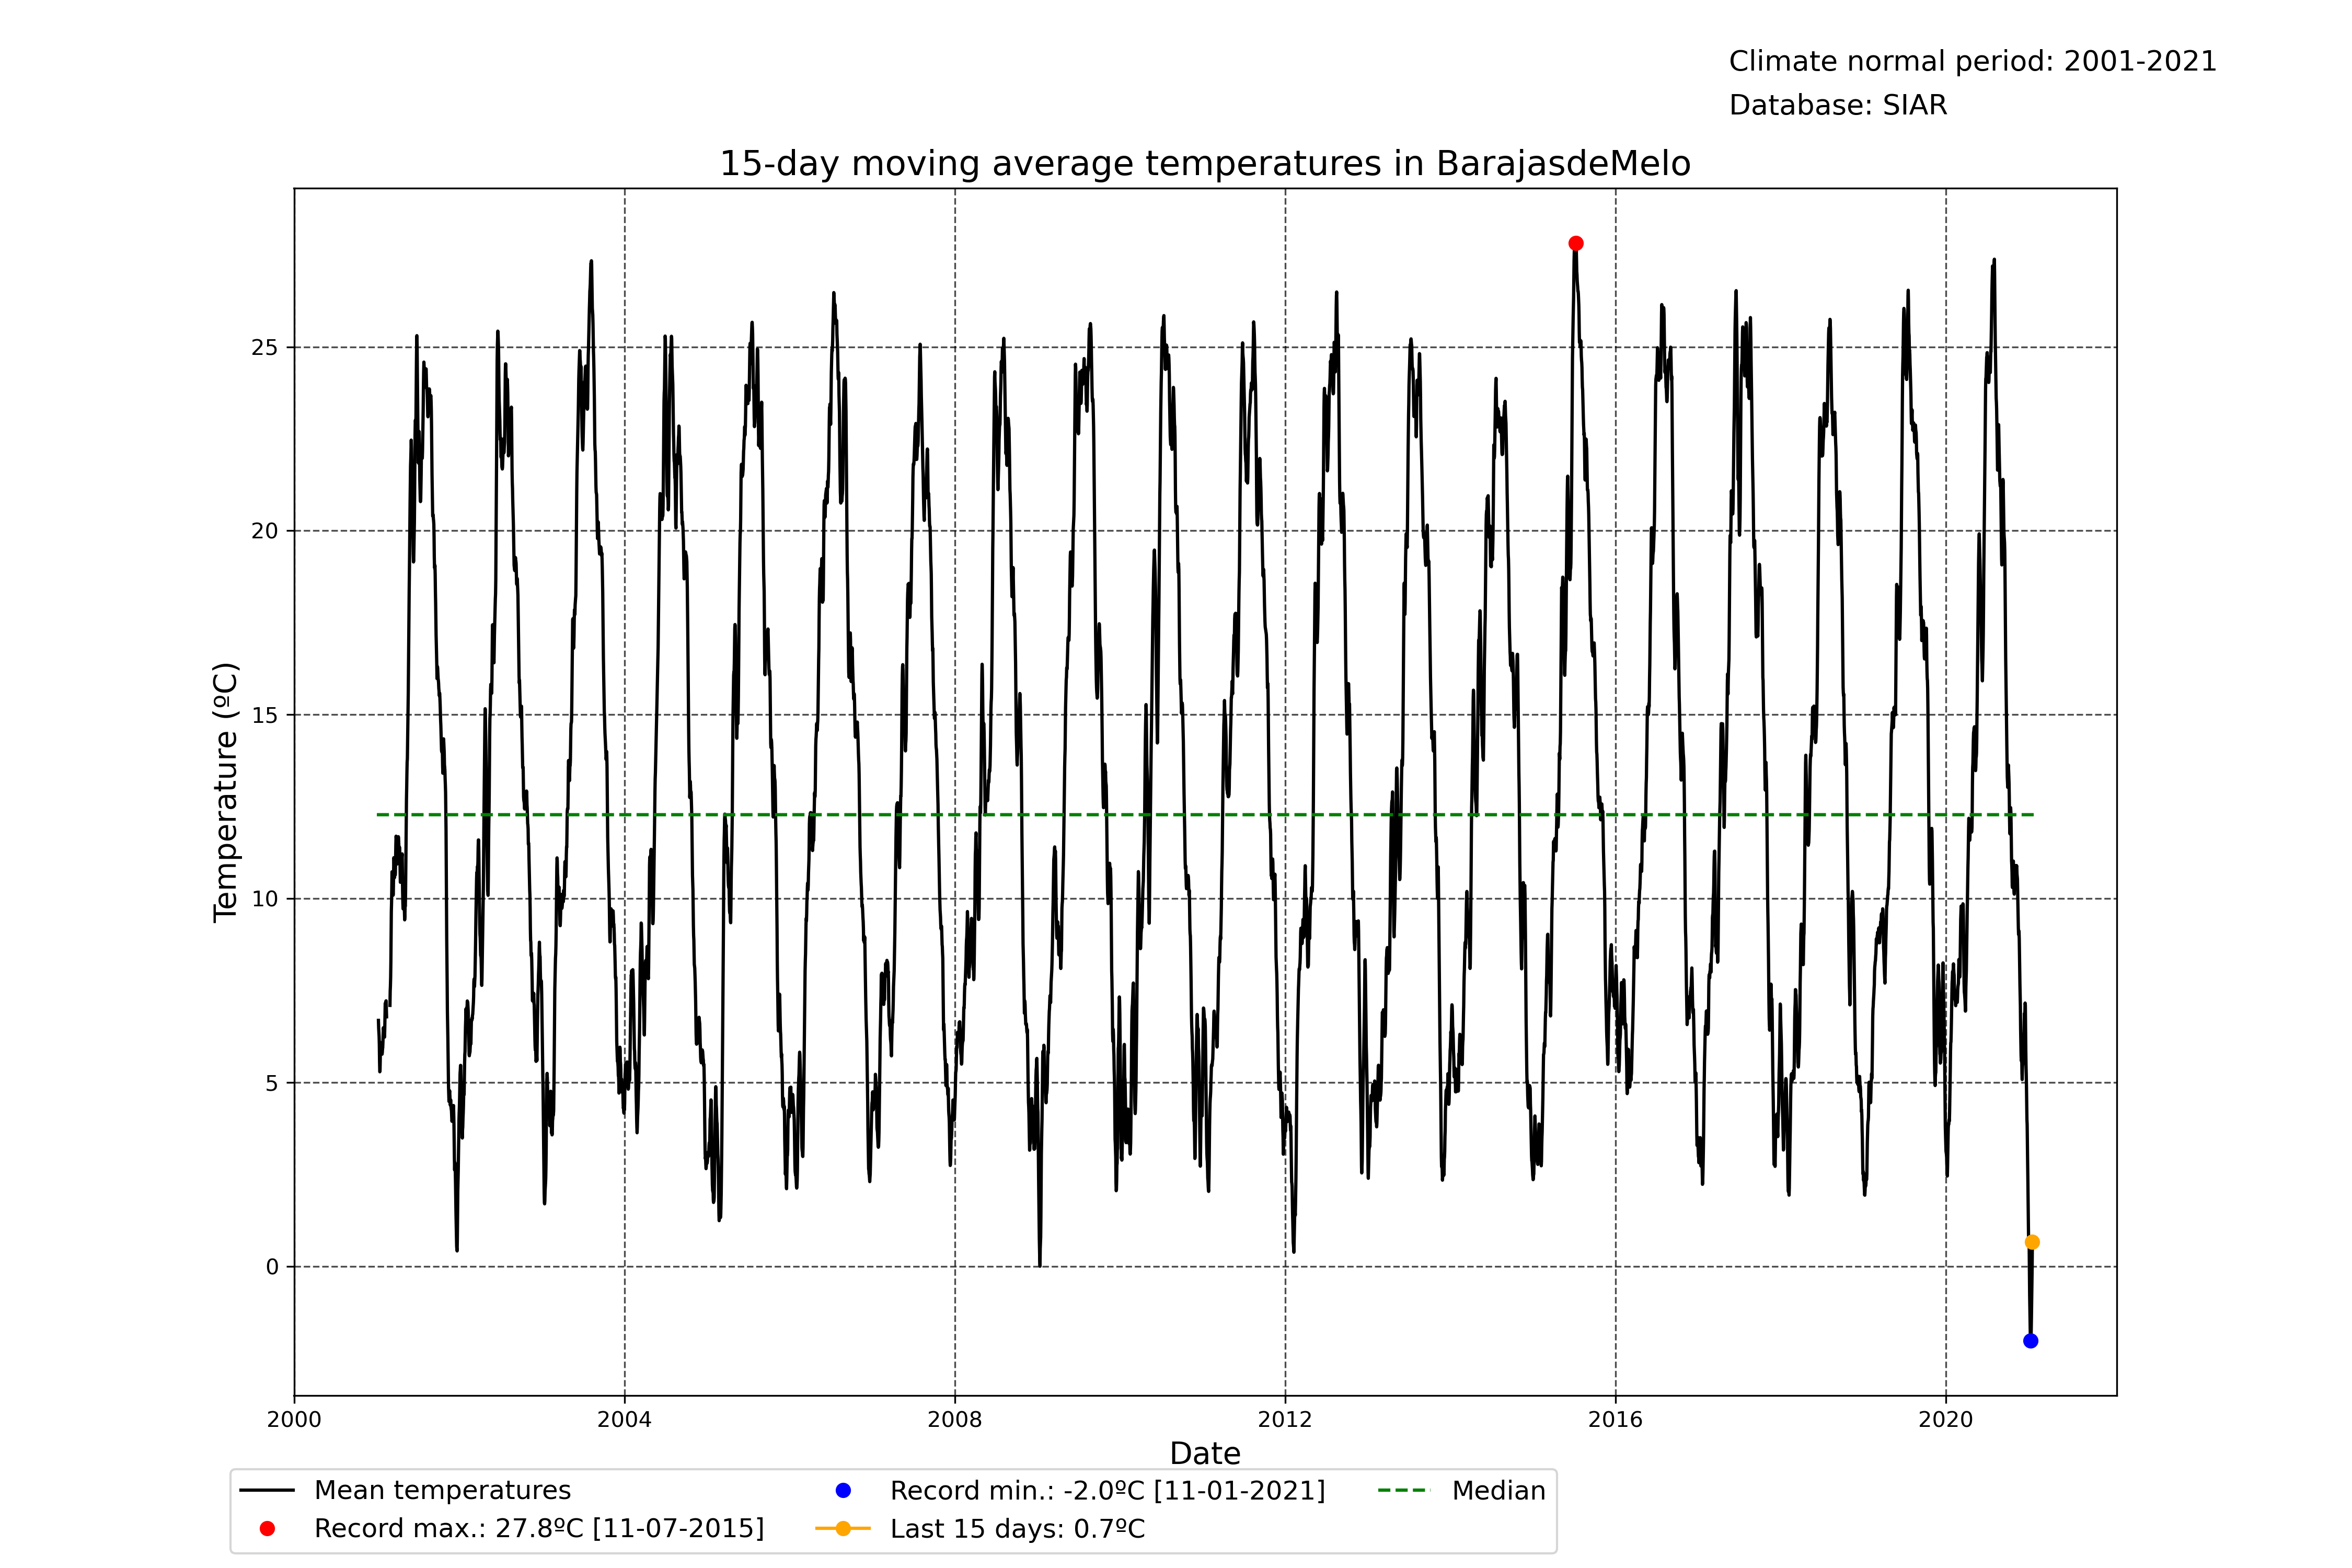 Climate normal period: 2001-2021
Database: SIAR
15-day moving average temperatures in BarajasdeMelo
Temperature (ºC)
25
20
15
10
5
0
2000 2004 2008 2012 2016 2020
Date
Mean temperatures
Record max.: 27.8ºC [11-07-2015]
Record min.: -2.0ºC [11-01-2021]
Last 15 days: 0.7ºC
Median